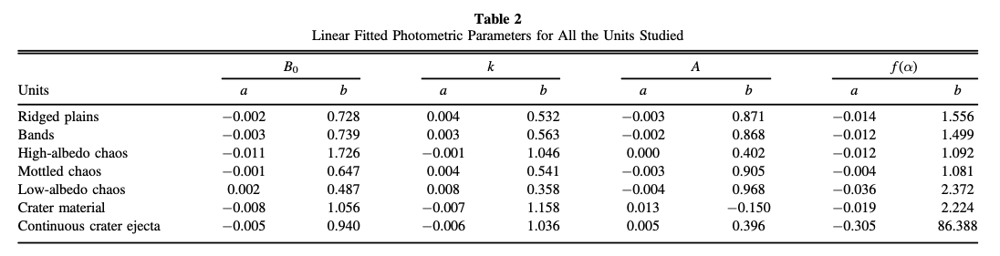 Table 2
Linear Fitted Photometric Parameters for All the Units Studied
B₀ k A f(α)
Units a b a b a b a b
Ridged plains −0.002 0.728 0.004 0.532 −0.003 0.871 −0.014 1.556
Bands −0.003 0.739 0.003 0.563 −0.002 0.868 −0.012 1.499
High-albedo chaos −0.011 1.726 −0.001 1.046 0.000 0.402 −0.012 1.092
Mottled chaos −0.001 0.647 0.004 0.541 −0.003 0.905 −0.004 1.081
Low-albedo chaos 0.002 0.487 0.008 0.358 −0.004 0.968 −0.036 2.372
Crater material −0.008 1.056 −0.007 1.158 0.013 −0.150 −0.019 2.224
Continuous crater ejecta −0.005 0.940 −0.006 1.036 0.005 0.396 −0.305 86.388